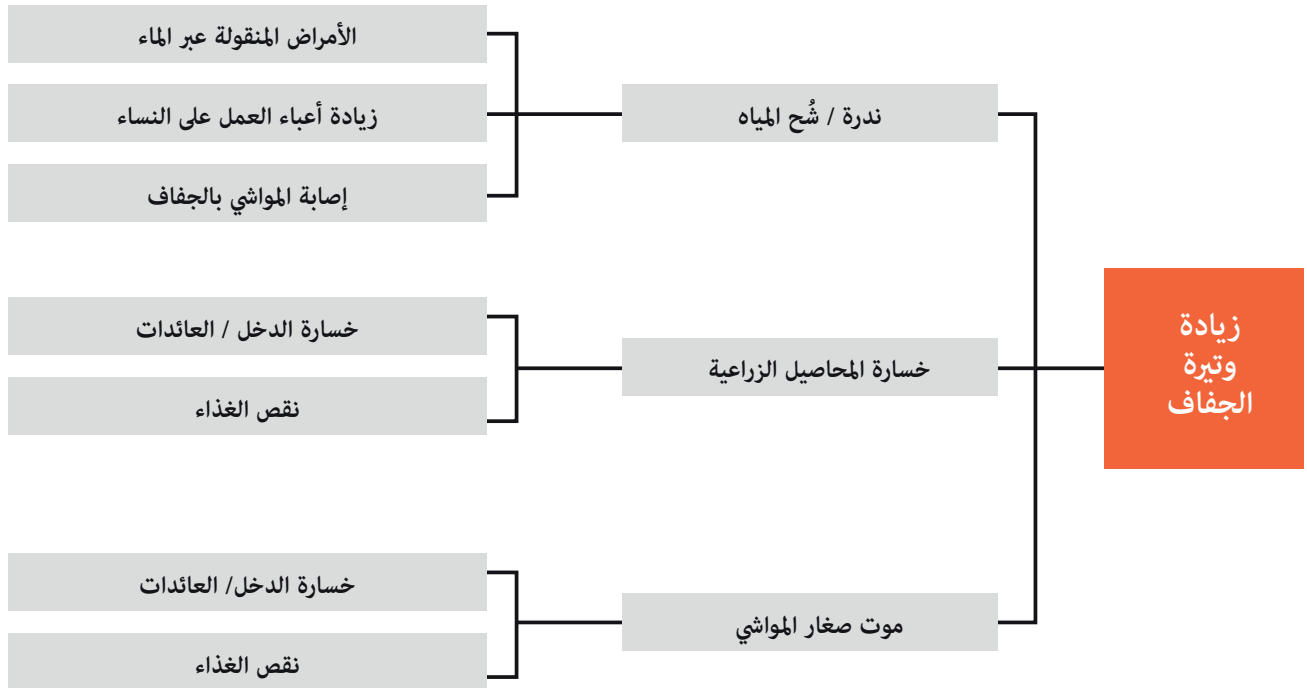 زيادة
وتيرة
الجفاف
ندرة / شُح المياه
الأمراض المنقولة عبر الماء
زيادة أعباء العمل على النساء
إصابة المواشي بالجفاف
خسارة المحاصيل الزراعية
خسارة الدخل / العائدات
نقص الغذاء
موت صغار المواشي
خسارة الدخل/ العائدات
نقص الغذاء